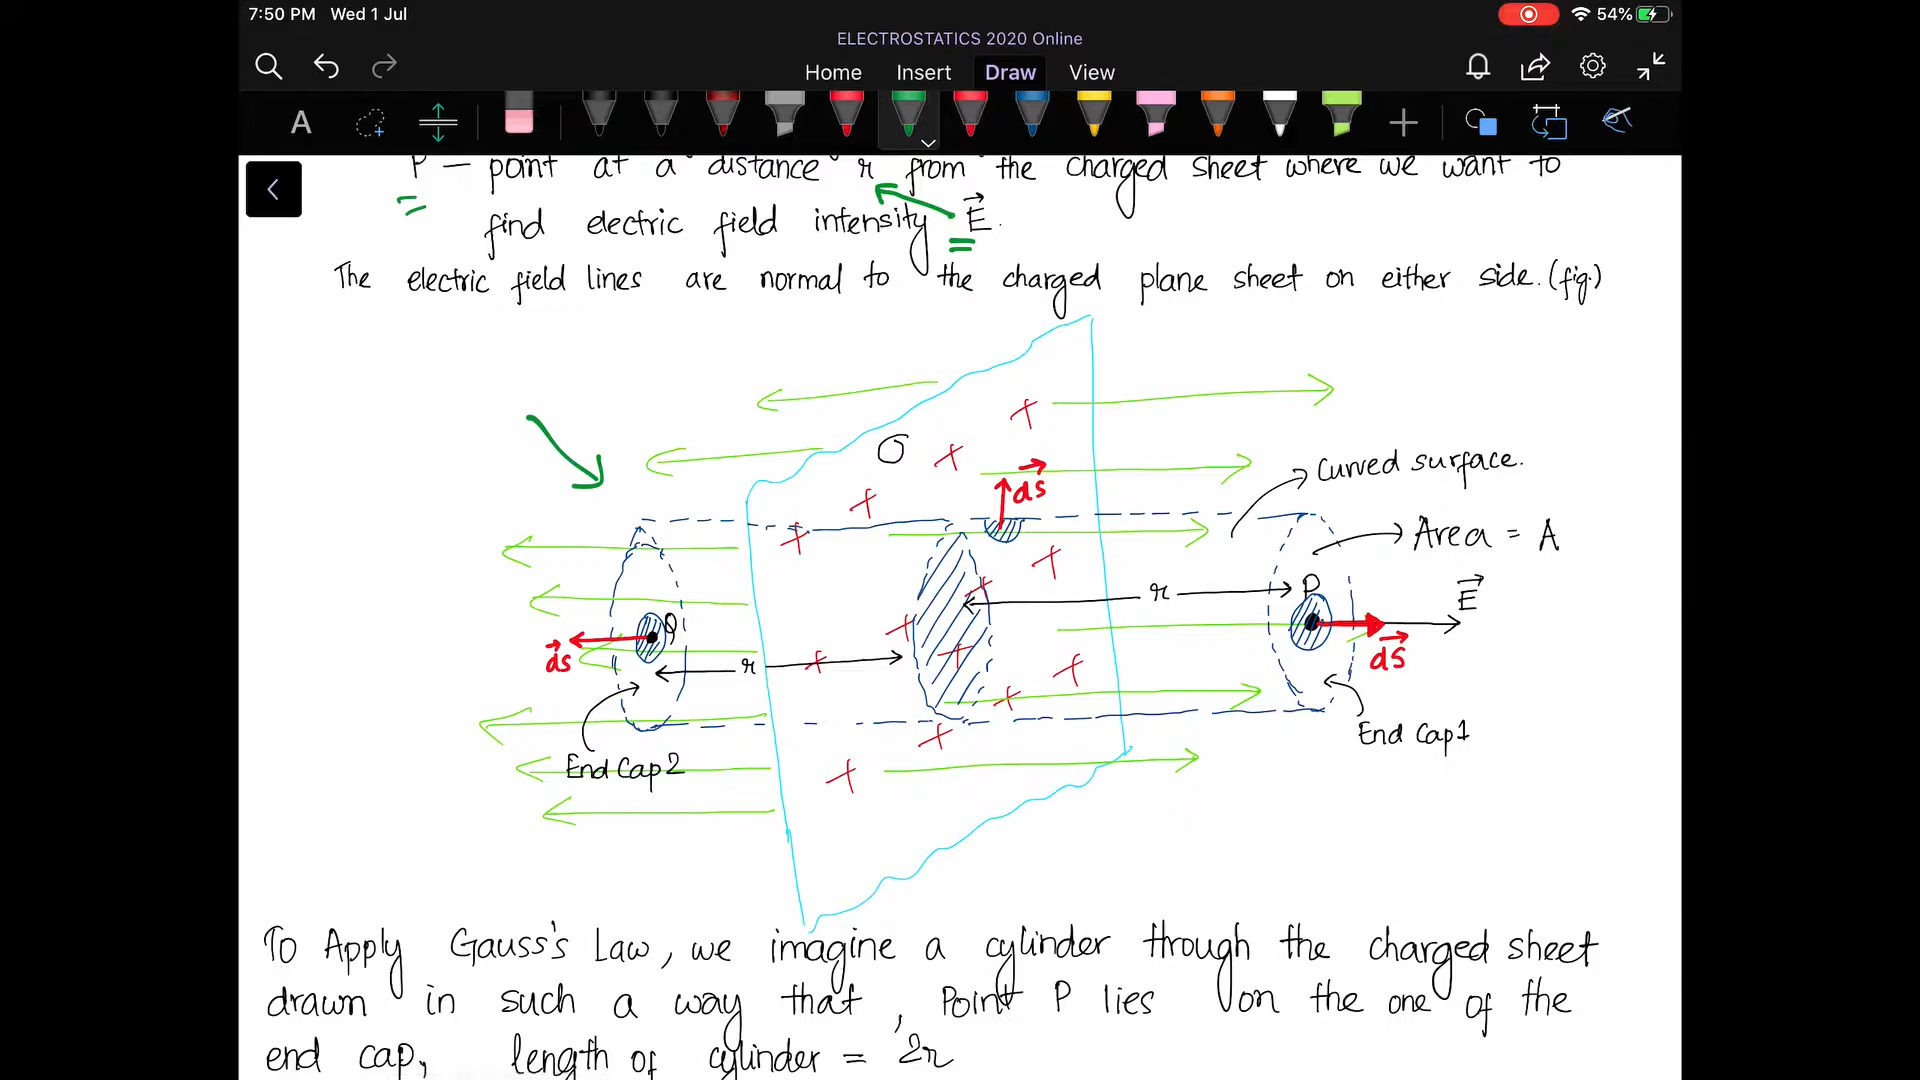 7:50 PM Wed 1 Jul
54%
ELECTROSTATICS 2020 Online
Home Insert Draw View
A
P — point at a distance r from the charged sheet where we want to
find electric field intensity E.
The electric field lines are normal to the charged plane sheet on either side. (fig.)
σ
ds
Curved surface.
Area = A
P
r
E
ds
ds
r
End Cap 2
End Cap 1
To Apply Gauss's Law, we imagine a cylinder through the charged sheet
drawn in such a way that, Point P lies on the one of the
end cap, length of cylinder = 2r